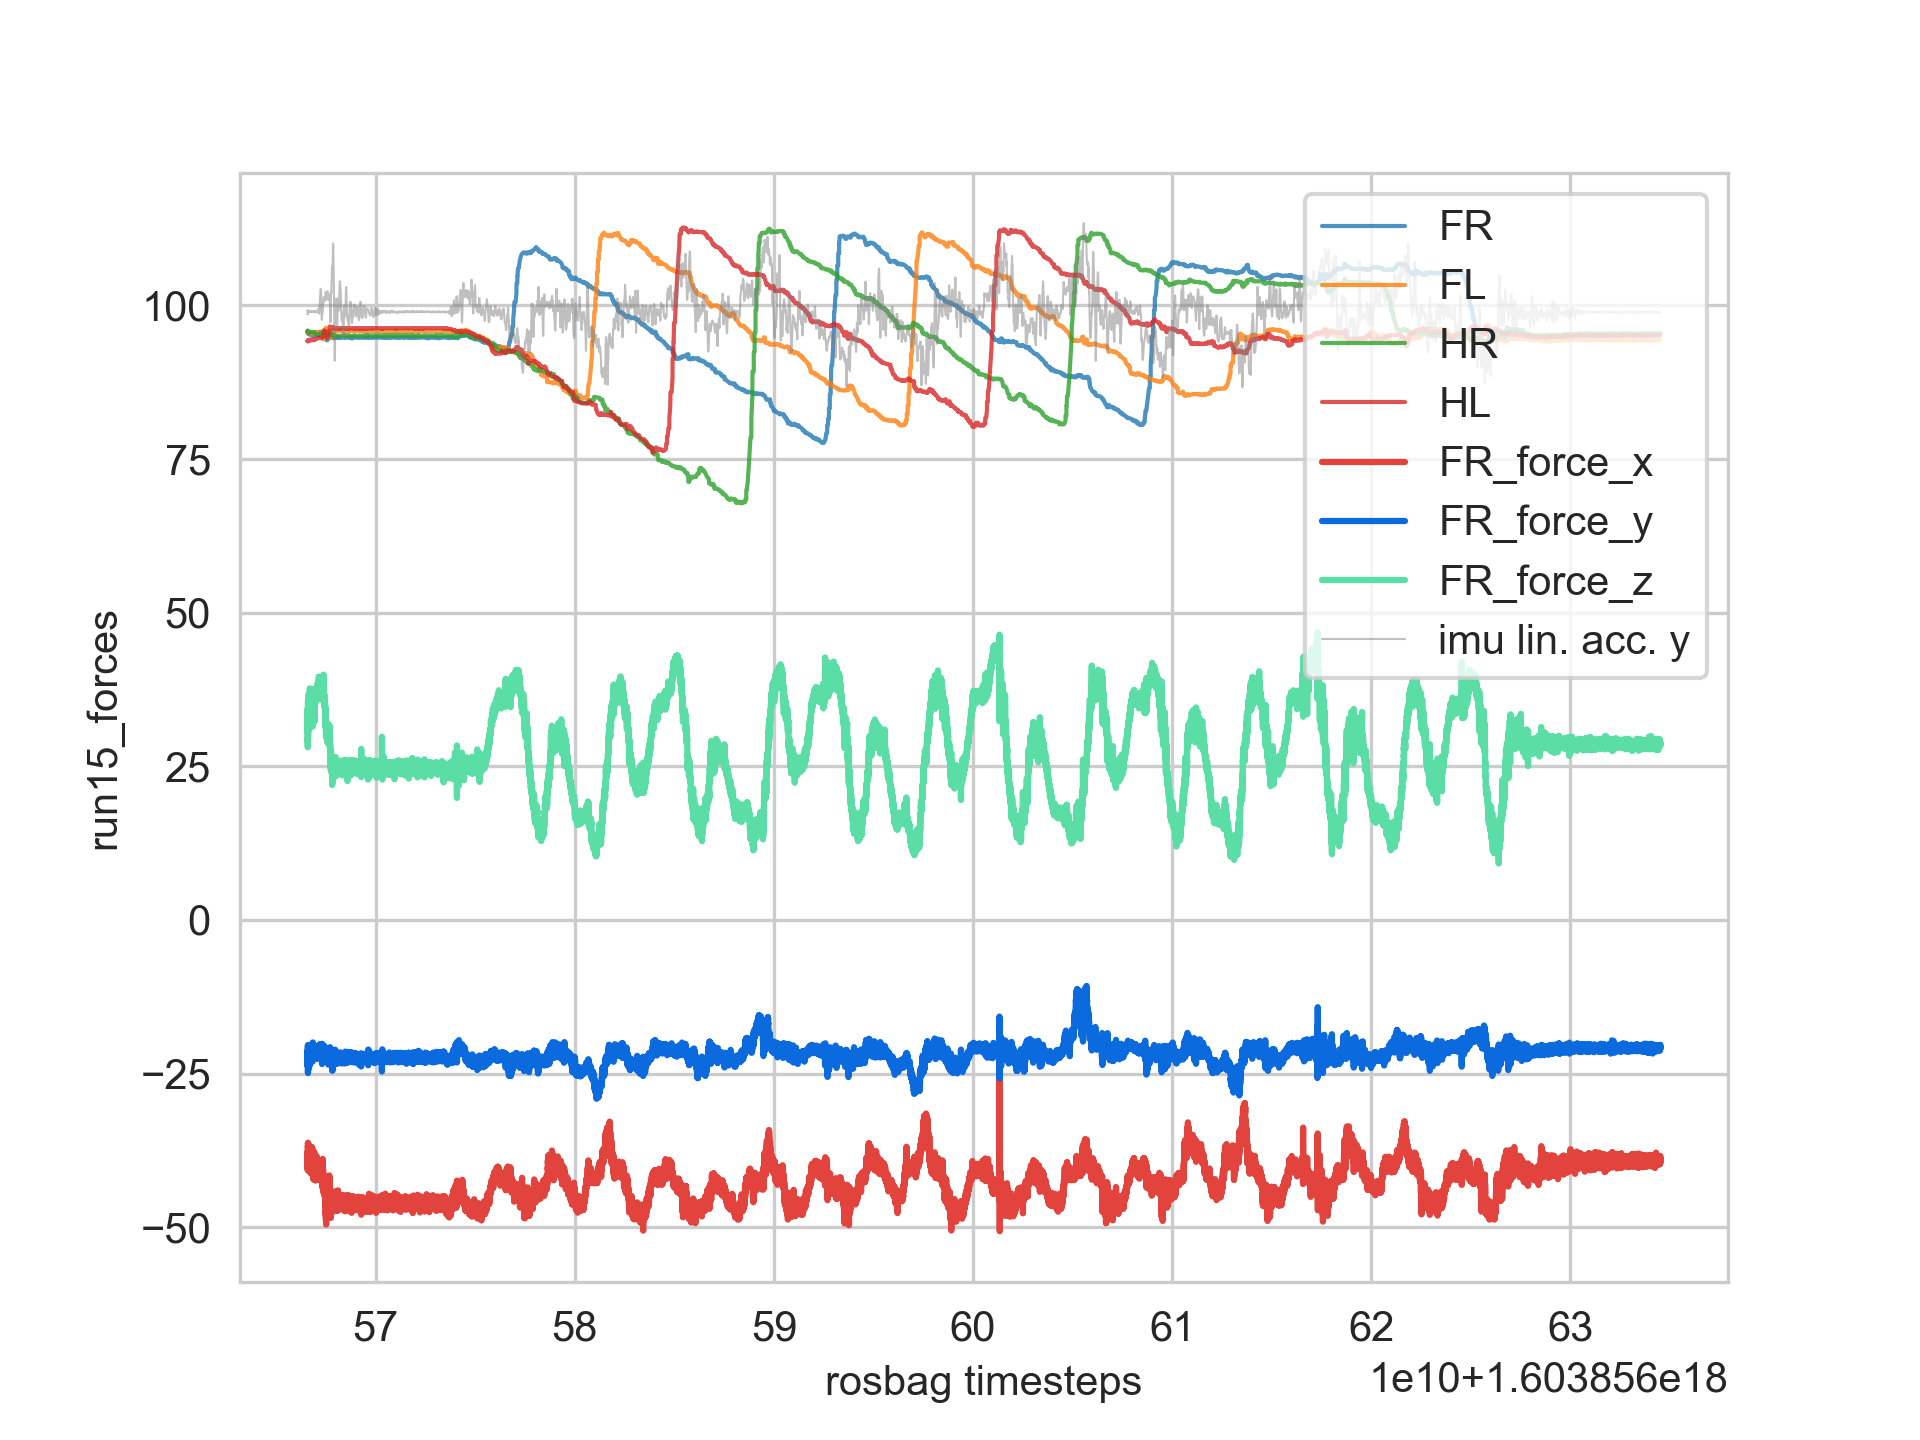 FR
FL
HR
HL
FR_force_x
FR_force_y
FR_force_z
imu lin. acc. y
100
75
50
25
0
−25
−50
run15_forces
57
58
59
60
61
62
63
rosbag timesteps
1e10+1.603856e18